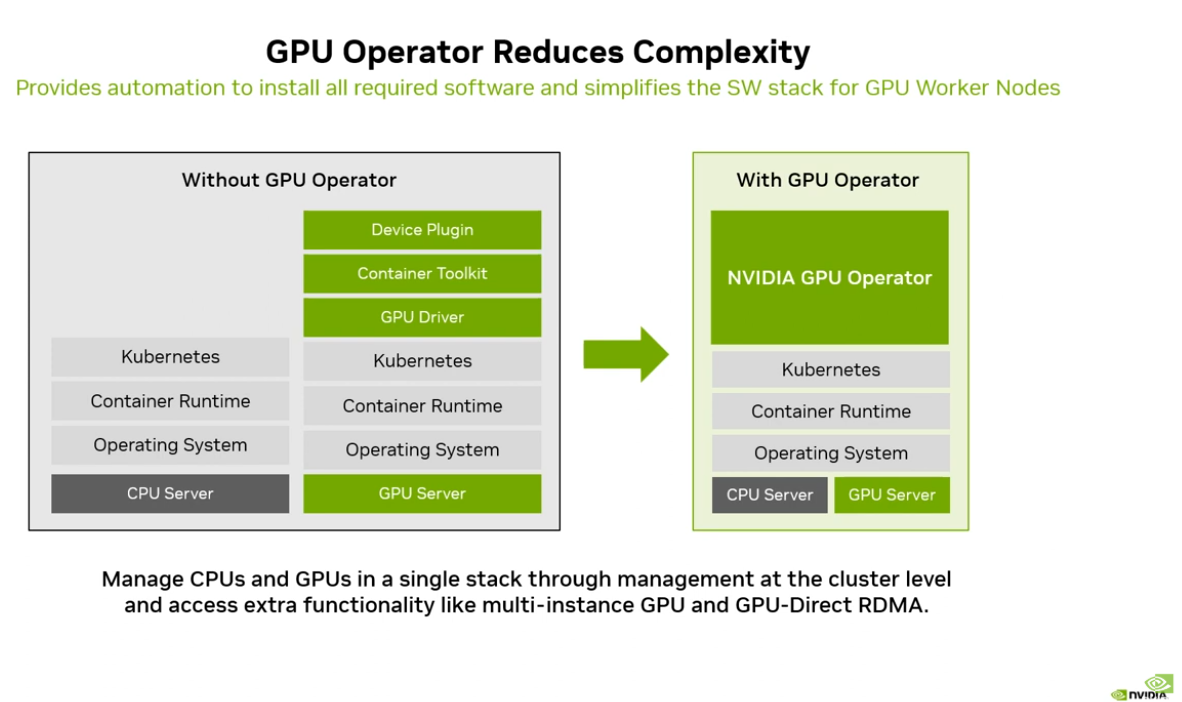 GPU Operator Reduces Complexity
Provides automation to install all required software and simplifies the SW stack for GPU Worker Nodes
Without GPU Operator
Device Plugin
Container Toolkit
GPU Driver
Kubernetes
Container Runtime
Operating System
CPU Server
Kubernetes
Container Runtime
Operating System
GPU Server
With GPU Operator
NVIDIA GPU Operator
Kubernetes
Container Runtime
Operating System
CPU Server
GPU Server
Manage CPUs and GPUs in a single stack through management at the cluster level
and access extra functionality like multi-instance GPU and GPU-Direct RDMA.
NVIDIA